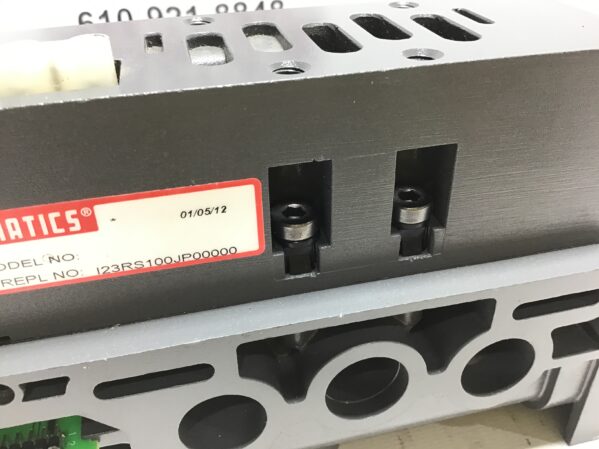 610-921-8848
MATICS®
01/05/12
MODEL NO:
REPL NO: I23RS100JP00000